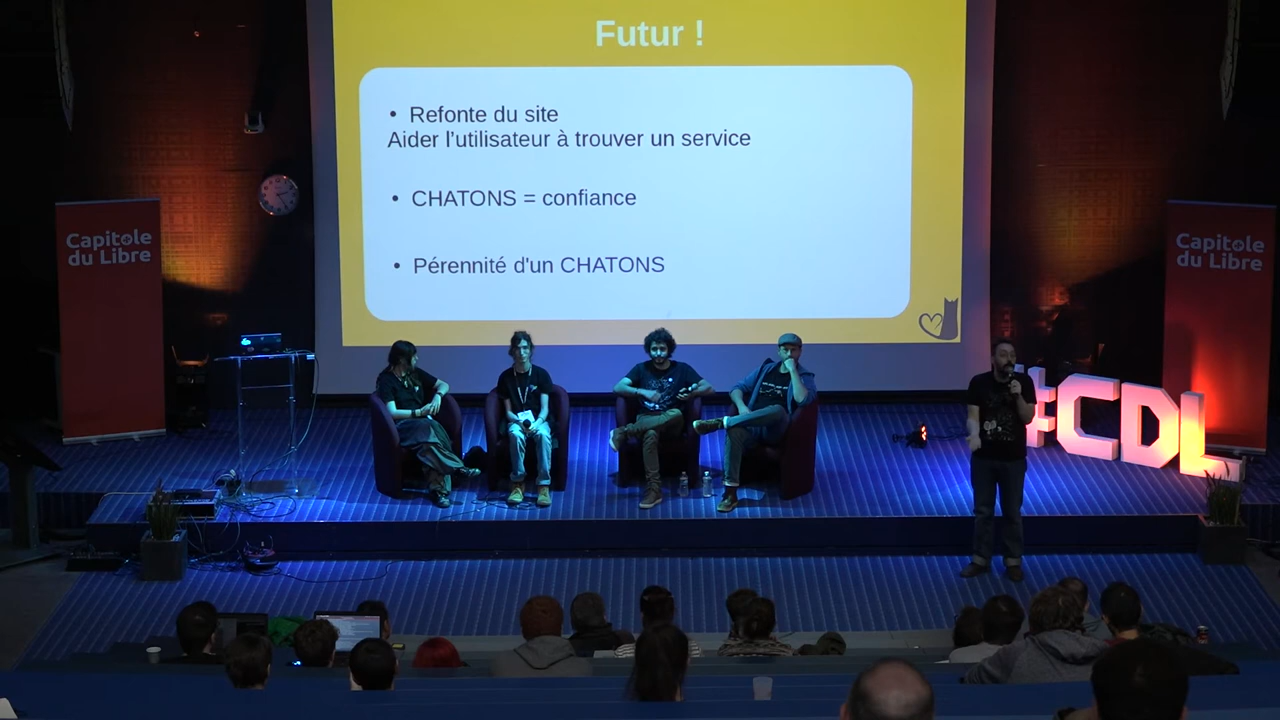 Futur !
• Refonte du site
Aider l’utilisateur à trouver un service
• CHATONS = confiance
• Pérennité d'un CHATONS
Capitole
du Libre
Capitole
du Libre
#CDL